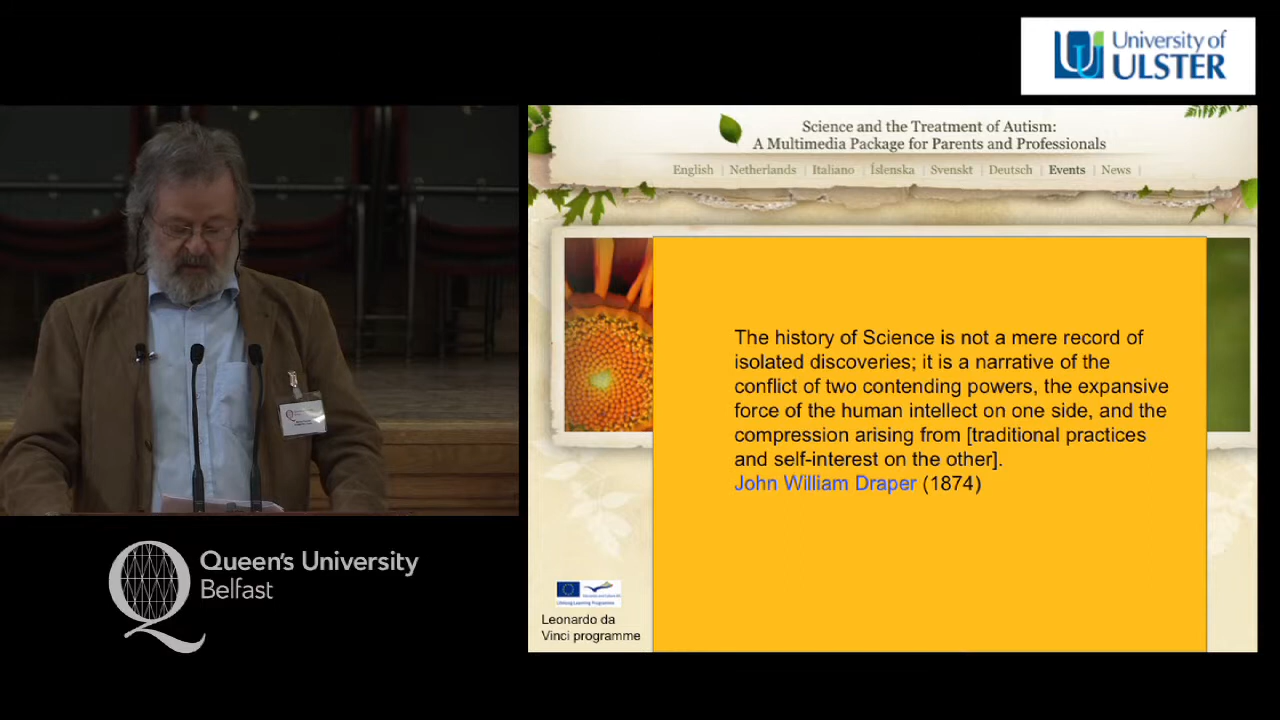 University of
ULSTER
Science and the Treatment of Autism:
A Multimedia Package for Parents and Professionals
English | Netherlands | Italiano | Íslenska | Svenskt | Deutsch | Events | News |
The history of Science is not a mere record of
isolated discoveries; it is a narrative of the
conflict of two contending powers, the expansive
force of the human intellect on one side, and the
compression arising from [traditional practices
and self-interest on the other].
John William Draper (1874)
Lifelong Learning Programme
Leonardo da
Vinci programme
Queen's University
Belfast